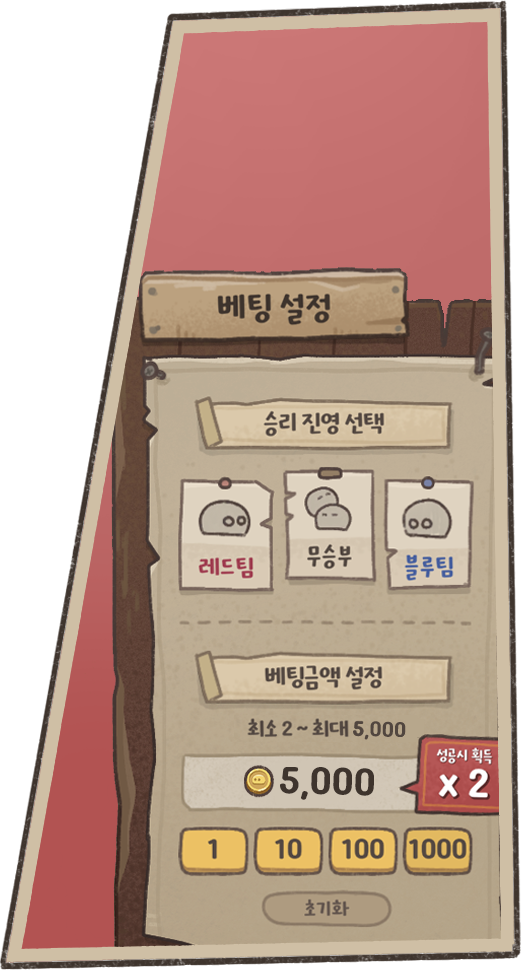 베팅 설정
승리 진영 선택
레드팀 무승부 블루팀
베팅금액 설정
최소 2 ~ 최대 5,000
5,000
성공시 획득
x 2
1 10 100 1000
초기화